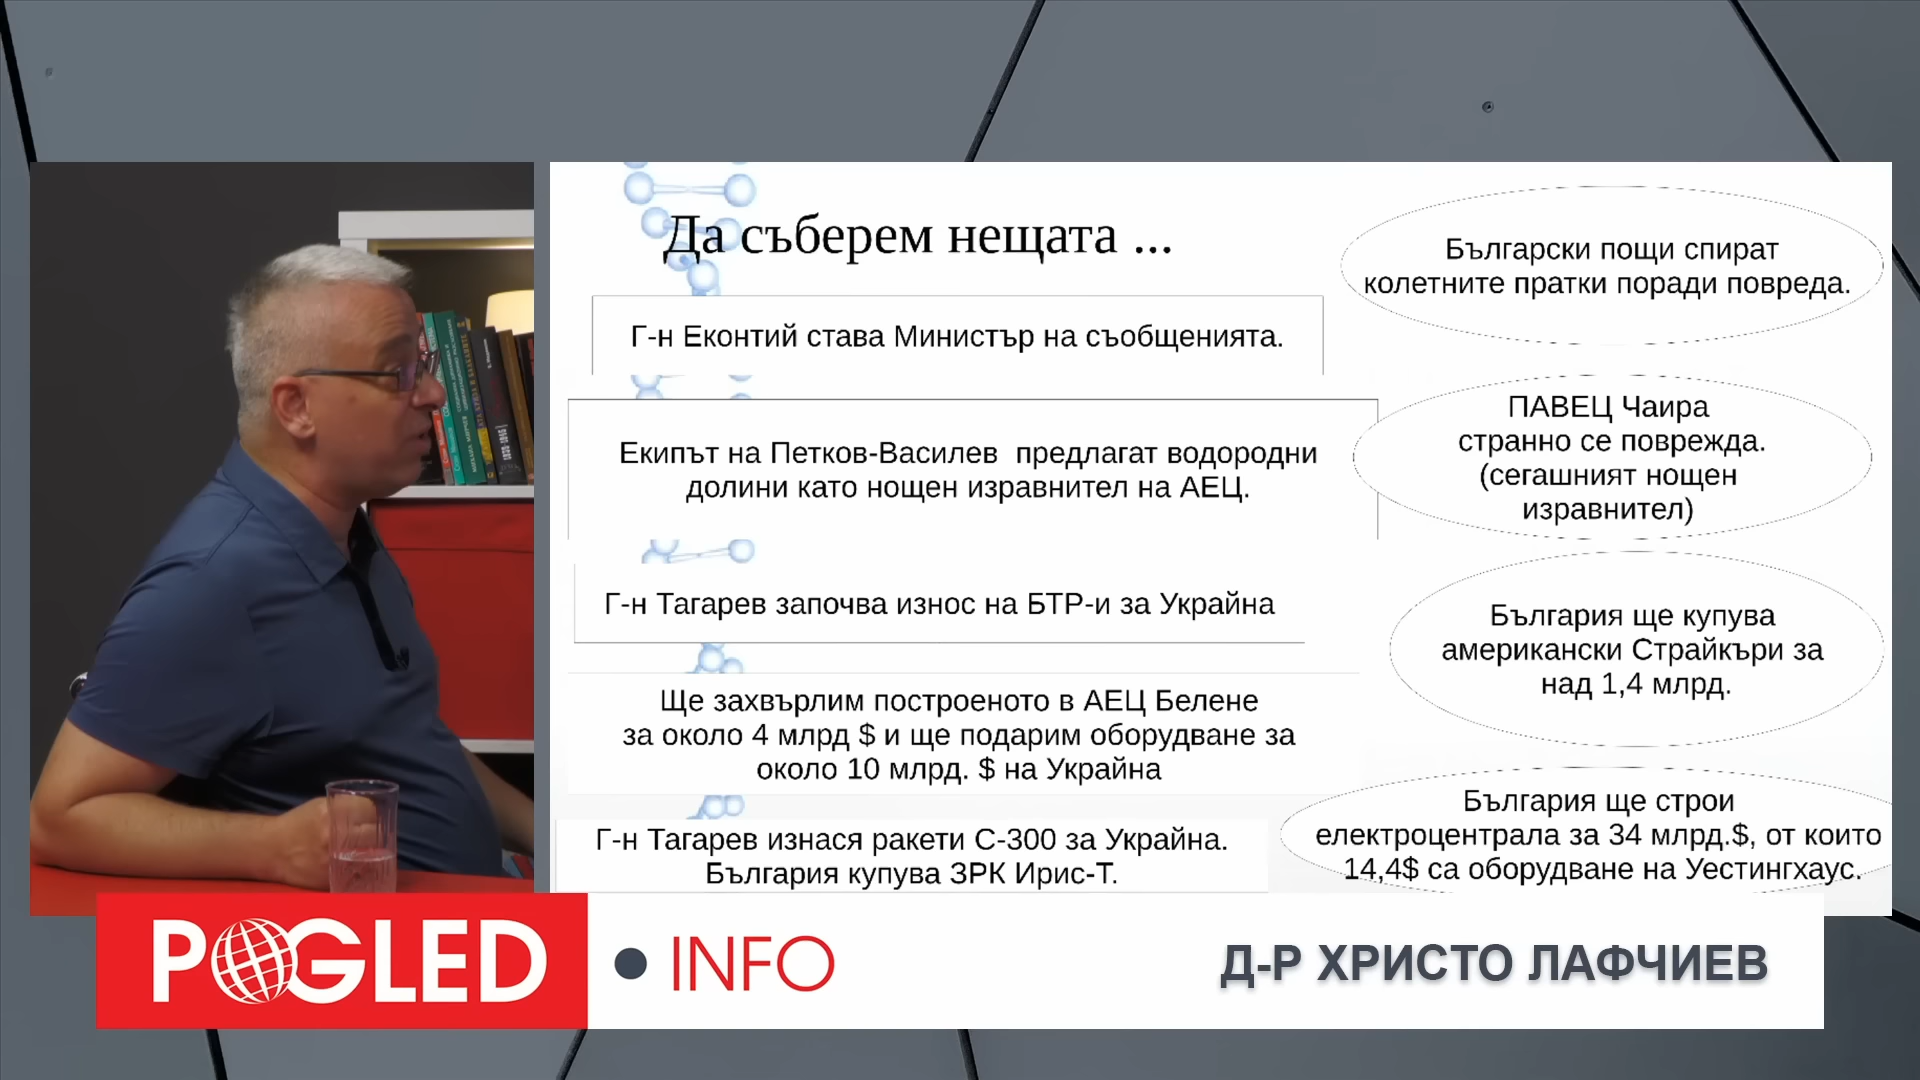 Да съберем нещата ...
Г-н Еконтий става Министър на съобщенията.
Български пощи спират
колетните пратки поради повреда.
Екипът на Петков-Василев  предлагат водородни
долини като нощен изравнител на АЕЦ.
ПАВЕЦ Чаира
странно се поврежда.
(сегашният нощен
изравнител)
Г-н Тагарев започва износ на БТР-и за Украйна
България ще купува
американски Страйкъри за
над 1,4 млрд.
Ще захвърлим построеното в АЕЦ Белене
за около 4 млрд $ и ще подарим оборудване за
около 10 млрд. $ на Украйна
България ще строи
електроцентрала за 34 млрд.$, от които
14,4$ са оборудване на Уестингхаус.
Г-н Тагарев изнася ракети С-300 за Украйна.
България купува ЗРК Ирис-Т.
POGLED • INFO
Д-Р ХРИСТО ЛАФЧИЕВ